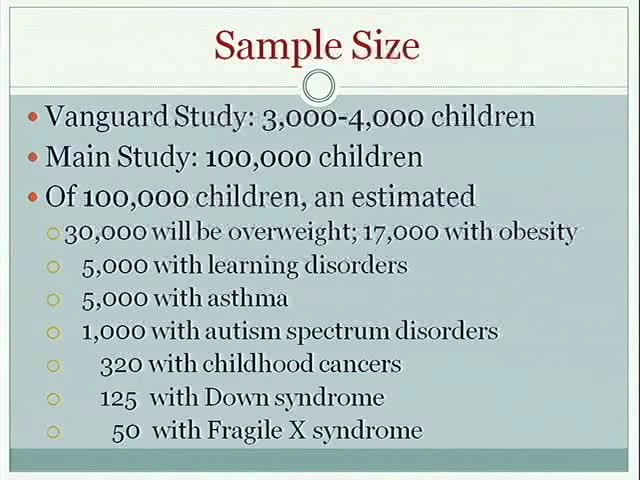 Sample Size
• Vanguard Study: 3,000-4,000 children
• Main Study: 100,000 children
• Of 100,000 children, an estimated
○ 30,000 will be overweight; 17,000 with obesity
○ 5,000 with learning disorders
○ 5,000 with asthma
○ 1,000 with autism spectrum disorders
○ 320 with childhood cancers
○ 125 with Down syndrome
○ 50 with Fragile X syndrome